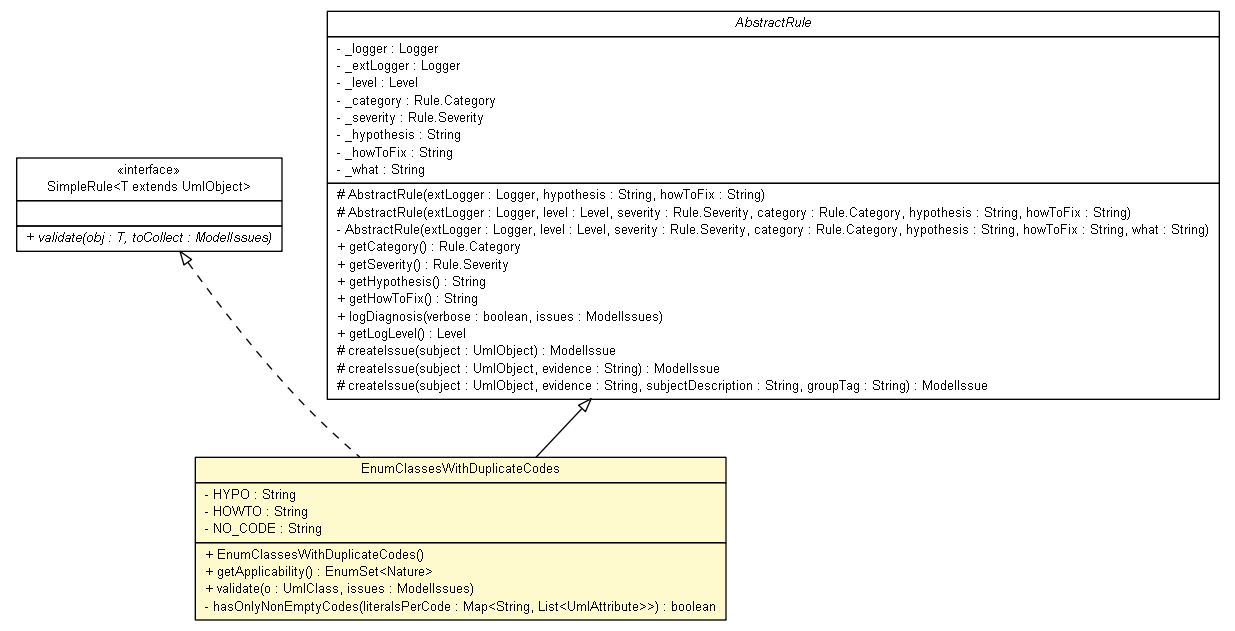 AbstractRule
- _logger : Logger
- _extLogger : Logger
- _level : Level
- _category : Rule.Category
- _severity : Rule.Severity
- _hypothesis : String
- _howToFix : String
- _what : String
# AbstractRule(extLogger : Logger, hypothesis : String, howToFix : String)
# AbstractRule(extLogger : Logger, level : Level, severity : Rule.Severity, category : Rule.Category, hypothesis : String, howToFix : String)
- AbstractRule(extLogger : Logger, level : Level, severity : Rule.Severity, category : Rule.Category, hypothesis : String, howToFix : String, what : String)
+ getCategory() : Rule.Category
+ getSeverity() : Rule.Severity
+ getHypothesis() : String
+ getHowToFix() : String
+ logDiagnosis(verbose : boolean, issues : ModelIssues)
+ getLogLevel() : Level
# createIssue(subject : UmlObject) : ModelIssue
# createIssue(subject : UmlObject, evidence : String) : ModelIssue
# createIssue(subject : UmlObject, evidence : String, subjectDescription : String, groupTag : String) : ModelIssue
«interface»
SimpleRule<T extends UmlObject>
+ validate(obj : T, toCollect : ModelIssues)
EnumClassesWithDuplicateCodes
- HYPO : String
- HOWTO : String
- NO_CODE : String
+ EnumClassesWithDuplicateCodes()
+ getApplicability() : EnumSet<Nature>
+ validate(o : UmlClass, issues : ModelIssues)
- hasOnlyNonEmptyCodes(literalsPerCode : Map<String, List<UmlAttribute>>) : boolean